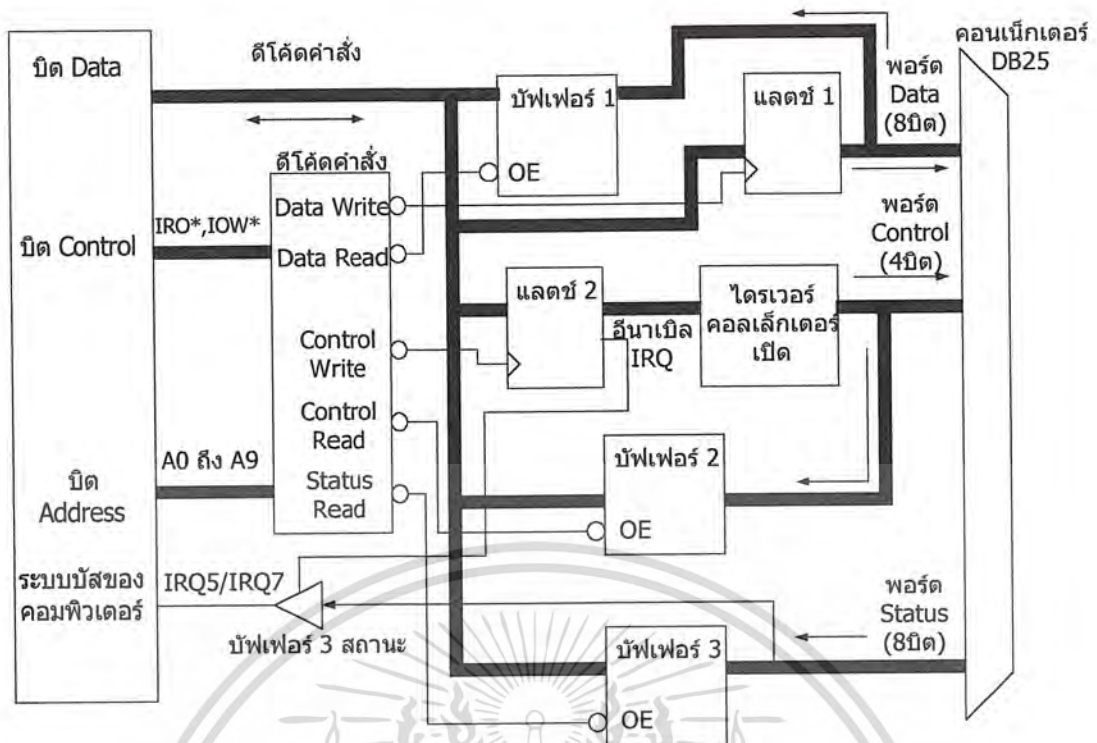 คอนเน็กเตอร์
DB25
บิต Data
ดีโค้ดคำสั่ง
พอร์ต
Data
(8บิต)
บัฟเฟอร์ 1
OE
แลตช์ 1
ดีโค้ดคำสั่ง
Data Write
Data Read
Control
Write
Control
Read
Status
Read
IRO*,IOW*
บิต Control
พอร์ต
Control
(4บิต)
แลตช์ 2
อีนาเบิล
IRQ
ไดรเวอร์
คอลเล็กเตอร์
เปิด
A0 ถึง A9
บิต
Address
บัฟเฟอร์ 2
OE
ระบบบัสของ
คอมพิวเตอร์
IRQ5/IRQ7
บัฟเฟอร์ 3 สถานะ
พอร์ต
Status
(8บิต)
บัฟเฟอร์ 3
OE